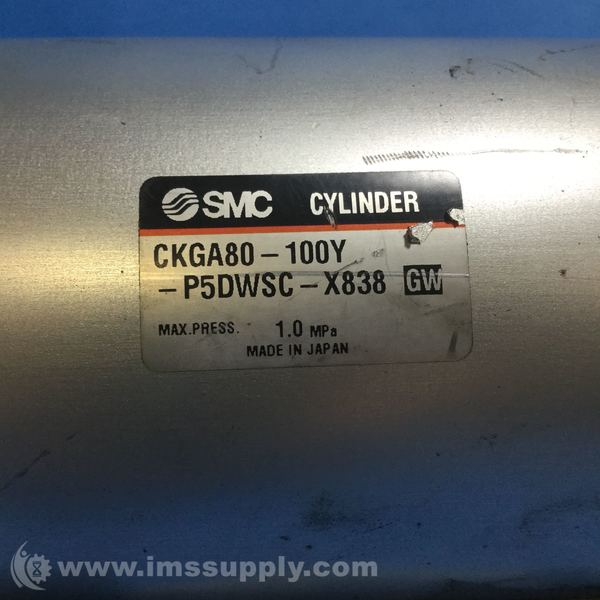 SMC CYLINDER
CKGA80-100Y
-P5DWSC-X838 GW
MAX.PRESS. 1.0 MPa
MADE IN JAPAN
www.imssupply.com